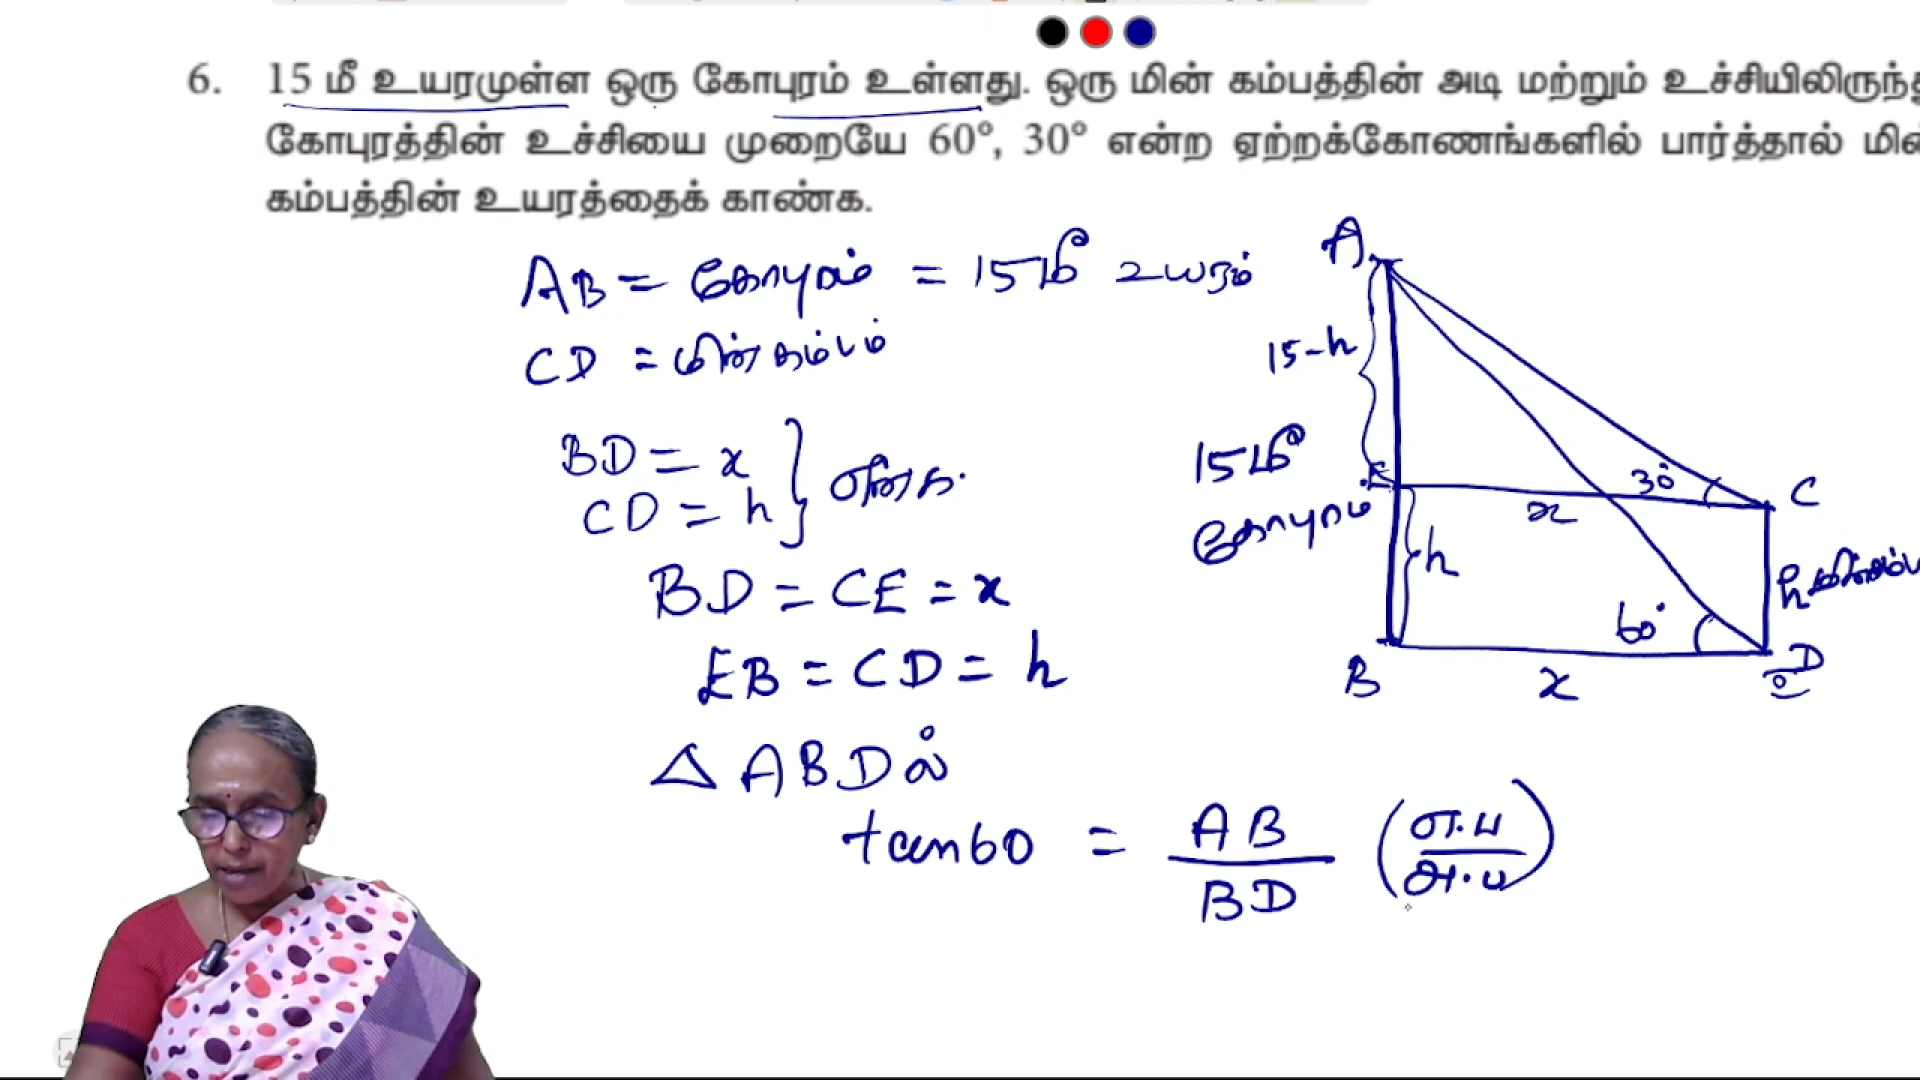 6. 15 மீ உயரமுள்ள ஒரு கோபுரம் உள்ளது. ஒரு மின் கம்பத்தின் அடி மற்றும் உச்சியிலிருந்து
கோபுரத்தின் உச்சியை முறையே 60°, 30° என்ற ஏற்றக்கோணங்களில் பார்த்தால் மின்
கம்பத்தின் உயரத்தைக் காண்க.
AB = கோபுரம் = 15மீ உயரம்
CD = மின்கம்பம்
BD = x
CD = h } என்க.
BD = CE = x
EB = CD = h
Δ ABDல்
tan60 = AB / BD (எ.ப / அ.ப)
A
15-h
15மீ
கோபுரம்
E
30°
C
x
h
h மின்கம்ப
60°
B
x
D